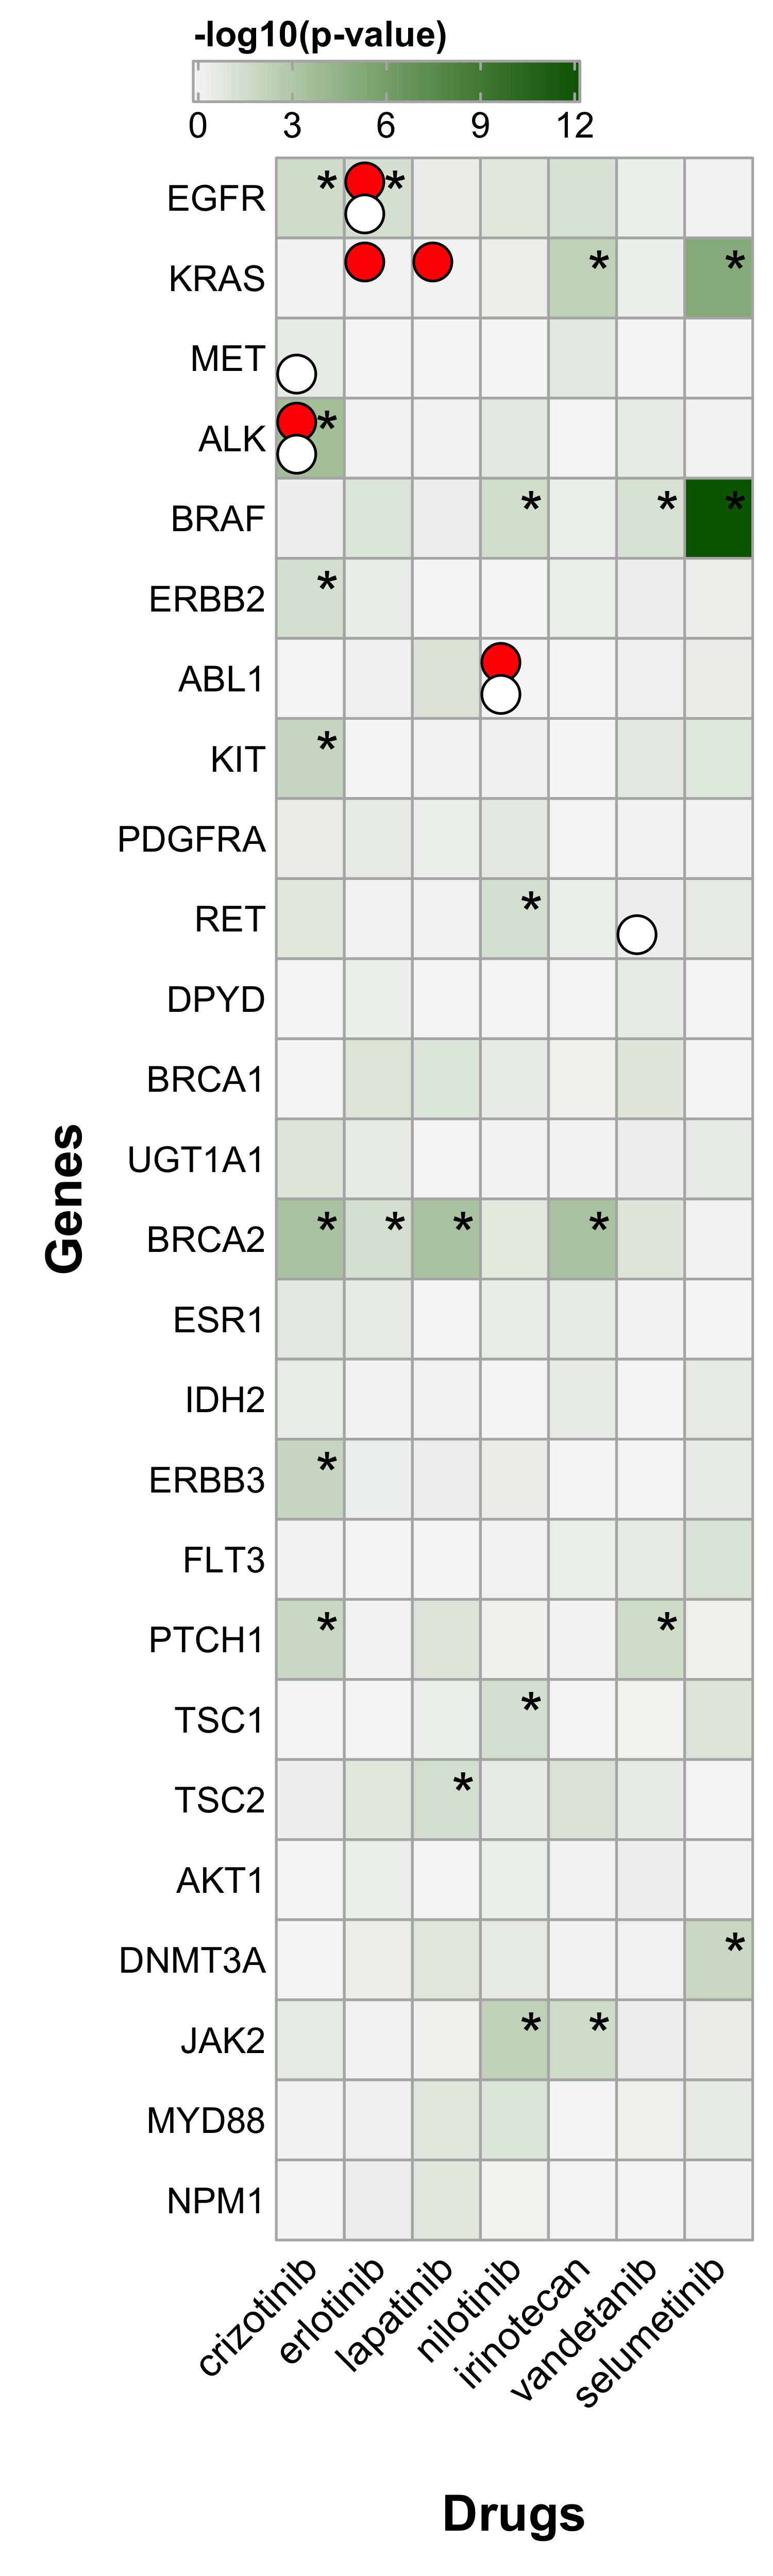 -log10(p-value)
0 3 6 9 12
EGFR * *
KRAS * *
MET
ALK *
BRAF * * *
ERBB2 *
ABL1
KIT *
PDGFRA
RET *
DPYD
BRCA1
UGT1A1
BRCA2 * * * *
ESR1
IDH2
ERBB3 *
FLT3
PTCH1 * *
TSC1 *
TSC2 *
AKT1
DNMT3A *
JAK2 * *
MYD88
NPM1
Genes
crizotinib
erlotinib
lapatinib
nilotinib
irinotecan
vandetanib
selumetinib
Drugs